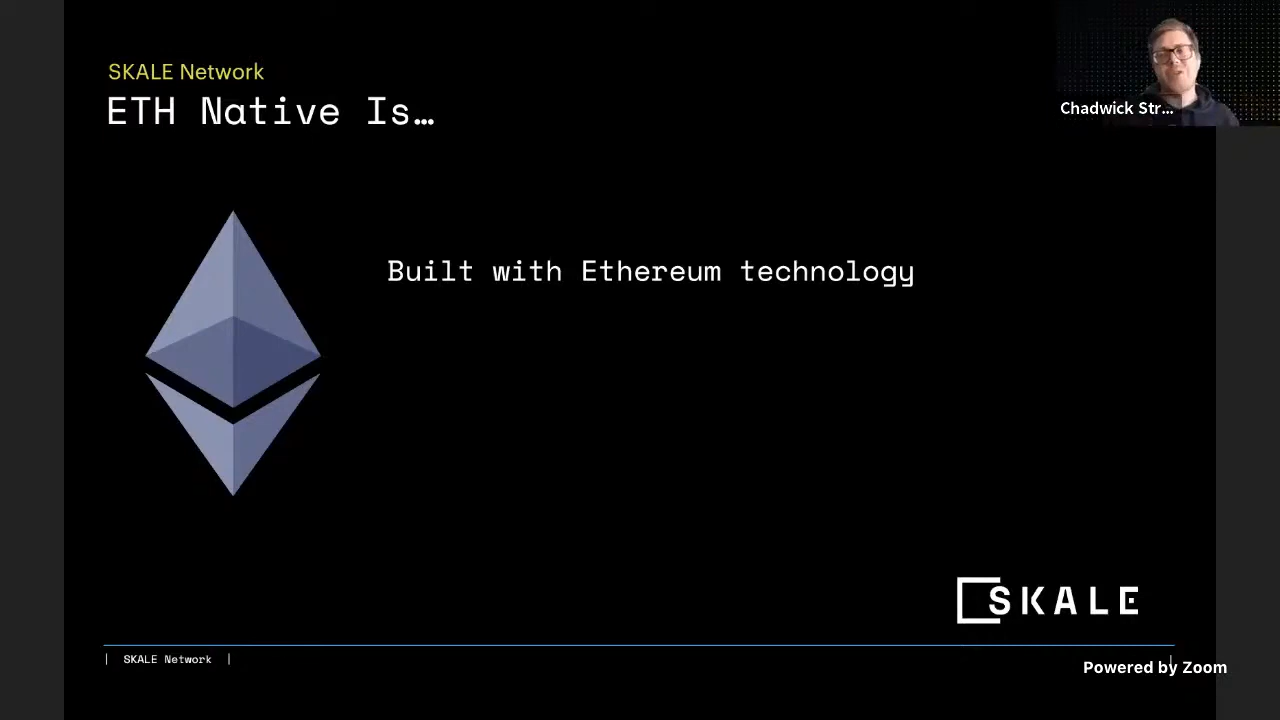 SKALE Network
ETH Native Is…
Chadwick Str...
Built with Ethereum technology
SKALE
SKALE Network
Powered by Zoom